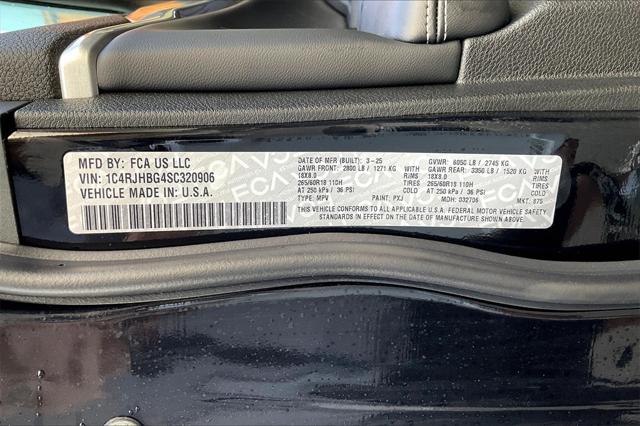 MFD BY: FCA US LLC
VIN: 1C4RJHBG4SC320906
VEHICLE MADE IN: U.S.A.
DATE OF MFR (BUILT): 3-25 GVWR: 6050 LB / 2745 KG
GAWR FRONT: 2800 LB / 1271 KG WITH GAWR REAR: 3350 LB / 1520 KG WITH
18X8.0 RIMS 18X8.0 RIMS
265/60R18 110H TIRES 265/60R18 110H TIRES
AT 250 kPa / 36 PSI COLD AT 250 kPa / 36 PSI COLD
TYPE: MPV PAINT: PXJ MDH: 032706 MKT: 875
THIS VEHICLE CONFORMS TO ALL APPLICABLE U.S.A. FEDERAL MOTOR VEHICLE SAFETY
STANDARDS IN EFFECT ON THE DATE OF MANUFACTURE SHOWN ABOVE.